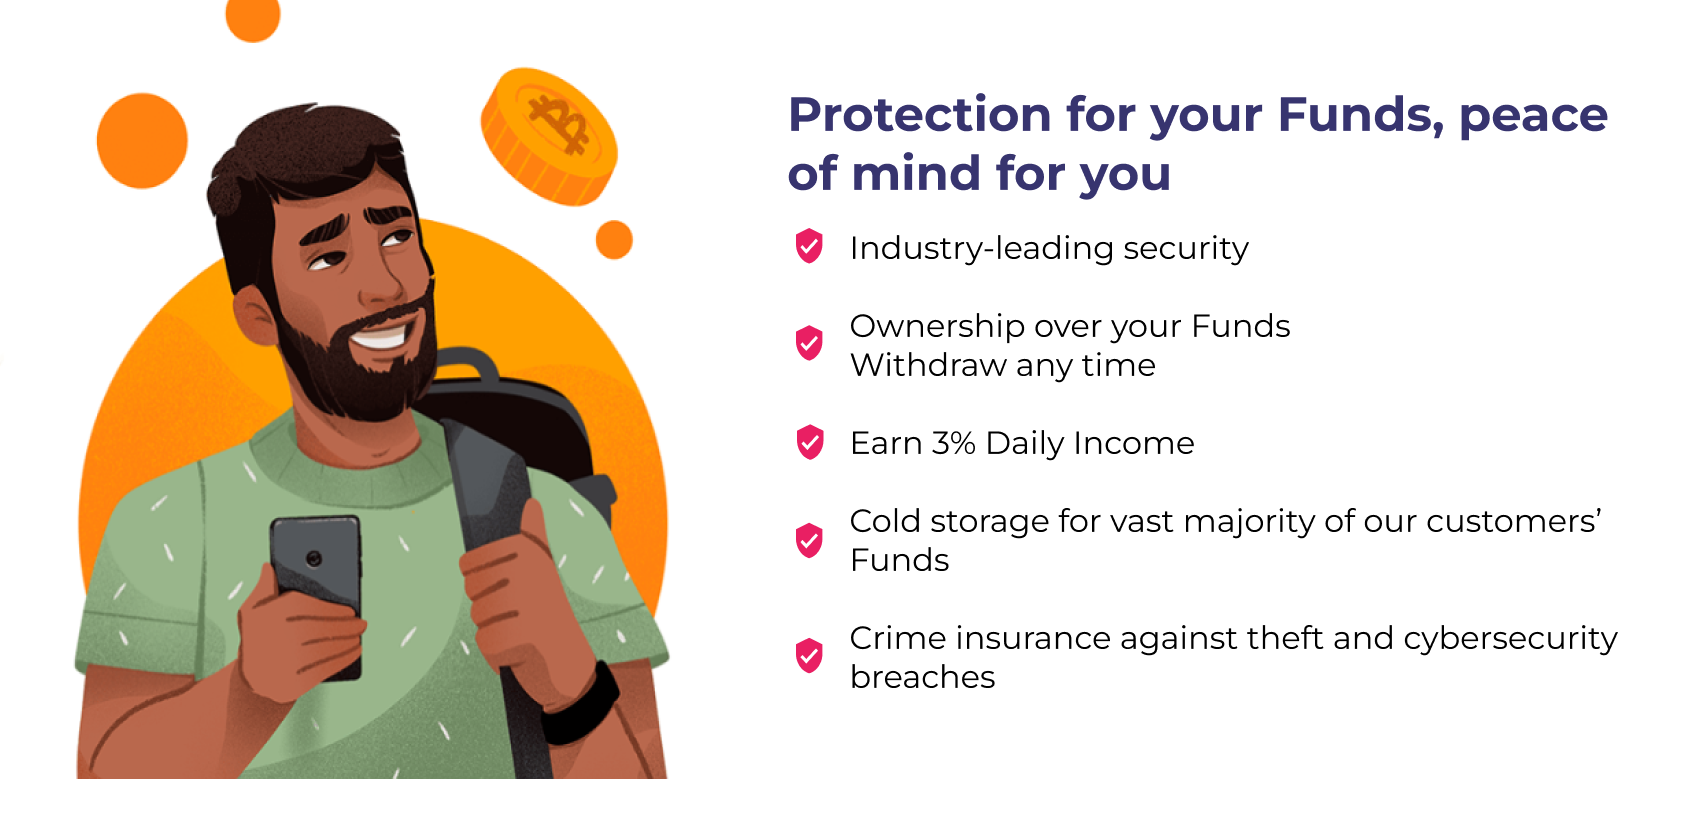 Protection for your Funds, peace
of mind for you
Industry-leading security
Ownership over your Funds
Withdraw any time
Earn 3% Daily Income
Cold storage for vast majority of our customers’
Funds
Crime insurance against theft and cybersecurity
breaches